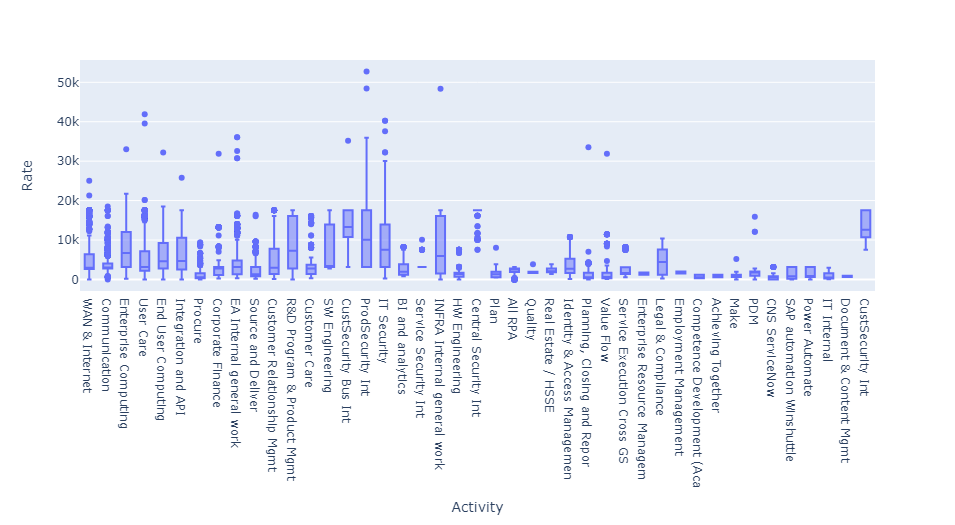 50k
40k
30k
20k
10k
0
Rate
WAN & Internet
Communication
Enterprise Computing
User Care
End User Computing
Integration and API
Procure
Corporate Finance
EA Internal general work
Source and Deliver
Customer Relationship Mgmt
R&D Program & Product Mgmt
Customer Care
SW Engineering
CustSecurity Bus Int
ProdSecurity Int
IT Security
BI and analytics
Service Security Int
INFRA Internal general work
HW Engineering
Central Security Int
Plan
All RPA
Quality
Real Estate / HSSE
Identity & Access Managemen
Planning, Closing and Repor
Value Flow
Service Execution Cross GS
Enterprise Resource Managem
Legal & Compliance
Employment Management
Competence Development (Aca
Achieving Together
Make
PDM
CNS ServiceNow
SAP automation Winshuttle
Power Automate
IT Internal
Document & Content Mgmt
CustSecurity Int
Activity